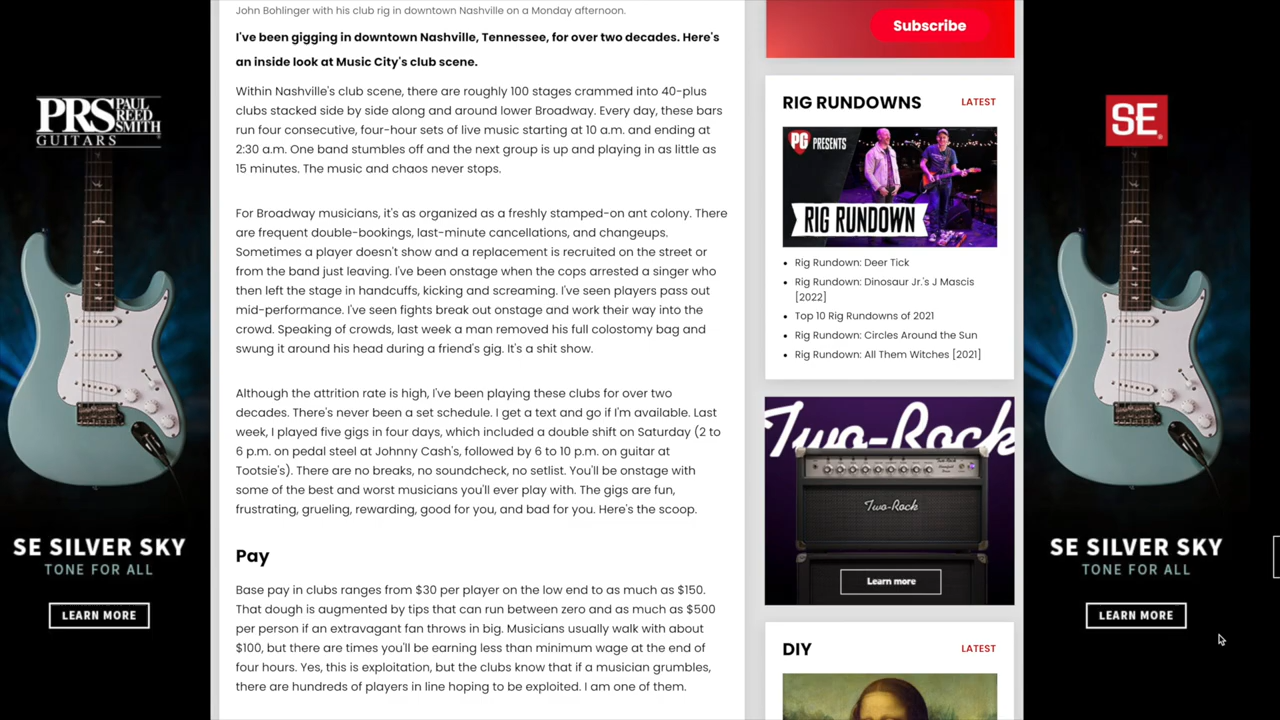 John Bohlinger with his club rig in downtown Nashville on a Monday afternoon.
I've been gigging in downtown Nashville, Tennessee, for over two decades. Here's
an inside look at Music City's club scene.
Within Nashville's club scene, there are roughly 100 stages crammed into 40-plus
clubs stacked side by side along and around lower Broadway. Every day, these bars
run four consecutive, four-hour sets of live music starting at 10 a.m. and ending at
2:30 a.m. One band stumbles off and the next group is up and playing in as little as
15 minutes. The music and chaos never stops.
For Broadway musicians, it's as organized as a freshly stamped-on ant colony. There
are frequent double-bookings, last-minute cancellations, and changeups.
Sometimes a player doesn't show and a replacement is recruited on the street or
from the band just leaving. I've been onstage when the cops arrested a singer who
then left the stage in handcuffs, kicking and screaming. I've seen players pass out
mid-performance. I've seen fights break out onstage and work their way into the
crowd. Speaking of crowds, last week a man removed his full colostomy bag and
swung it around his head during a friend's gig. It's a shit show.
Although the attrition rate is high, I've been playing these clubs for over two
decades. There's never been a set schedule. I get a text and go if I'm available. Last
week, I played five gigs in four days, which included a double shift on Saturday (2 to
6 p.m. on pedal steel at Johnny Cash's, followed by 6 to 10 p.m. on guitar at
Tootsie's). There are no breaks, no soundcheck, no setlist. You'll be onstage with
some of the best and worst musicians you'll ever play with. The gigs are fun,
frustrating, grueling, rewarding, good for you, and bad for you. Here's the scoop.
Pay
Base pay in clubs ranges from $30 per player on the low end to as much as $150.
That dough is augmented by tips that can run between zero and as much as $500
per person if an extravagant fan throws in big. Musicians usually walk with about
$100, but there are times you'll be earning less than minimum wage at the end of
four hours. Yes, this is exploitation, but the clubs know that if a musician grumbles,
there are hundreds of players in line hoping to be exploited. I am one of them.
PRS PAUL
REED
SMITH
GUITARS
SE SILVER SKY
TONE FOR ALL
LEARN MORE
Subscribe
RIG RUNDOWNS LATEST
PG PRESENTS
RIG RUNDOWN
Rig Rundown: Deer Tick
Rig Rundown: Dinosaur Jr.'s J Mascis
[2022]
Top 10 Rig Rundowns of 2021
Rig Rundown: Circles Around the Sun
Rig Rundown: All Them Witches [2021]
Two-Rock
Two-Rock
Learn more
DIY LATEST
SE
SE SILVER SKY
TONE FOR ALL
LEARN MORE